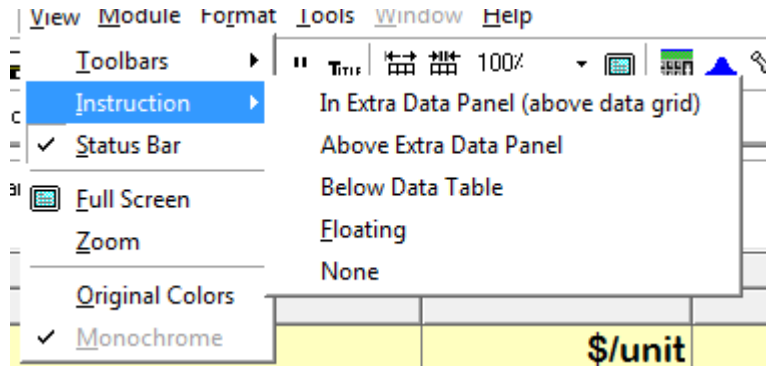 View Module Format Tools Window Help
Toolbars
" TITLE 100%
Instruction
In Extra Data Panel (above data grid)
Status Bar
Above Extra Data Panel
Below Data Table
Full Screen
Floating
Zoom
None
Original Colors
Monochrome
$/unit